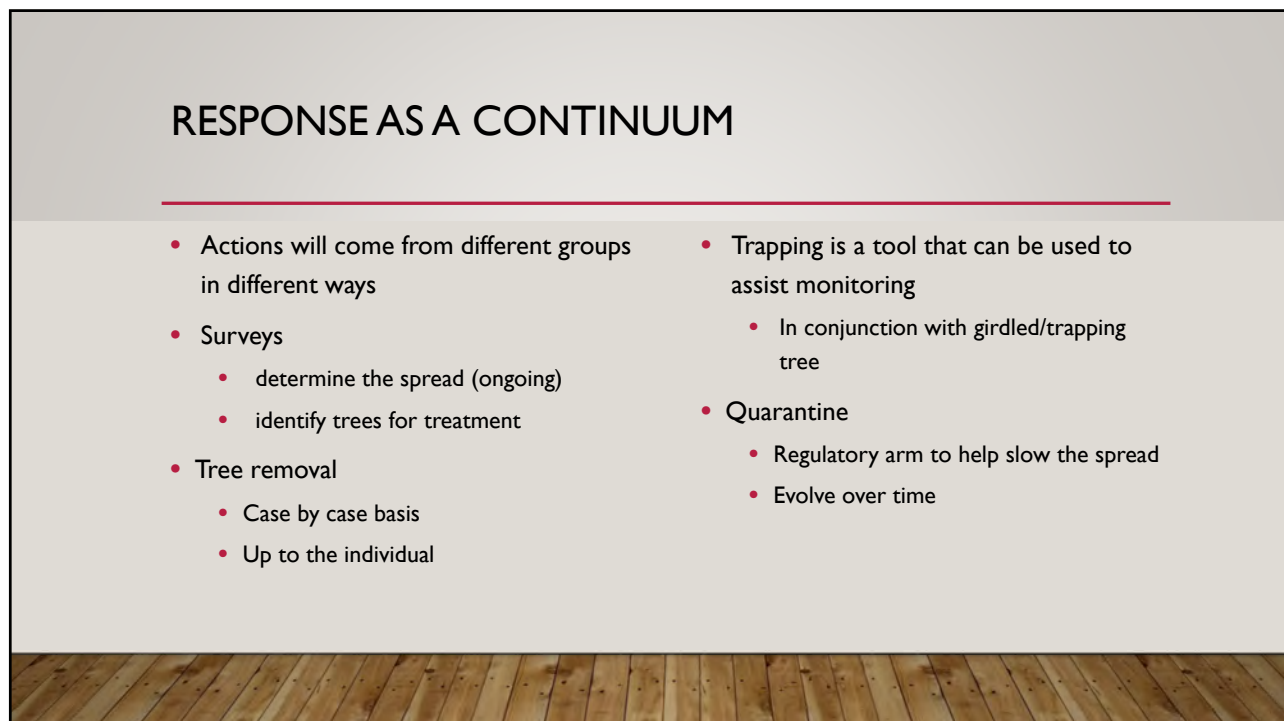 RESPONSE AS A CONTINUUM
• Actions will come from different groups
in different ways
• Surveys
• determine the spread (ongoing)
• identify trees for treatment
• Tree removal
• Case by case basis
• Up to the individual
• Trapping is a tool that can be used to
assist monitoring
• In conjunction with girdled/trapping
tree
• Quarantine
• Regulatory arm to help slow the spread
• Evolve over time